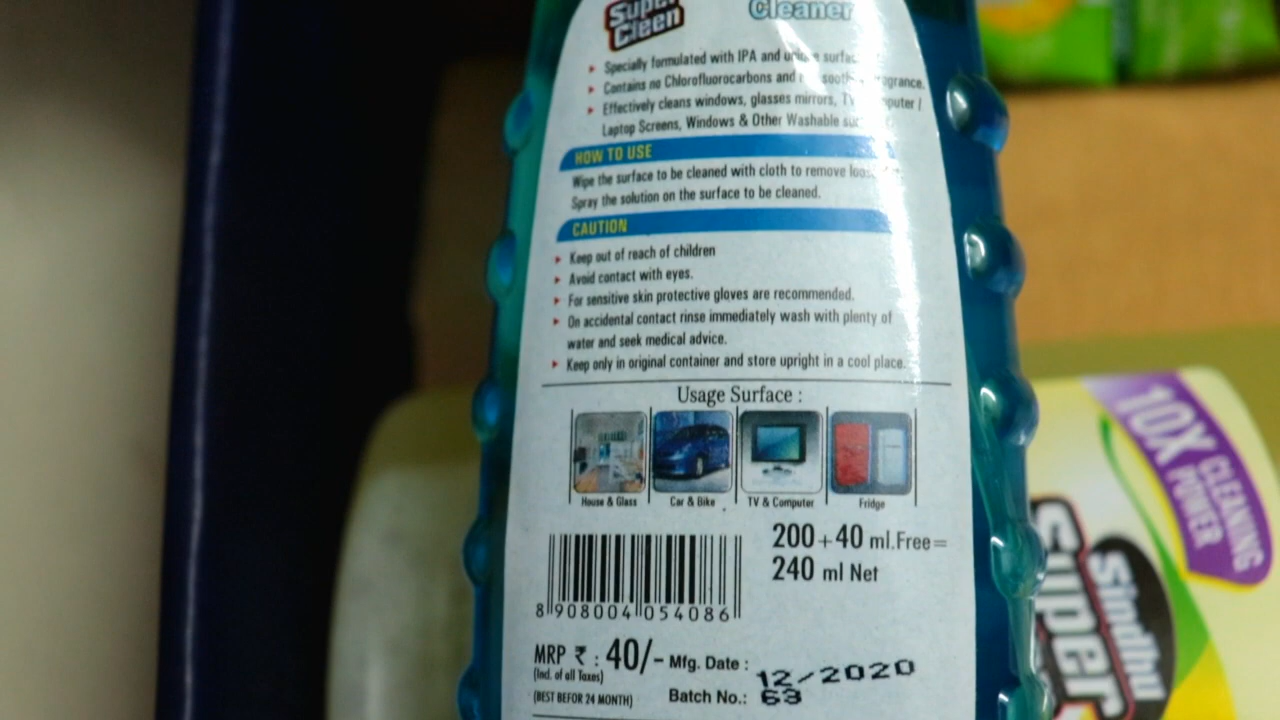 Super Cleen
Cleaner
Specially formulated with IPA and unique
Contains no Chlorofluorocarbons and
Effectively cleans windows, glasses mirrors,
Laptop Screens, Windows & Other Washable
HOW TO USE
Wipe the surface to be cleaned with cloth to remove
Spray the solution on the surface to be cleaned.
CAUTION
Keep out of reach of children
Avoid contact with eyes.
For sensitive skin protective gloves are recommended.
On accidental contact rinse immediately wash with plenty of
water and seek medical advice.
Keep only in original container and store upright in a cool place.
Usage Surface :
House & Glass
Car & Bike
TV & Computer
Fridge
200+40 ml.Free=
240 ml Net
8 908004 054086
MRP ₹ : 40/-
(Incl. of all Taxes)
(BEST BEFOR 24 MONTH)
Mfg. Date : 12/2020
Batch No.: 63
10X CLEANING
POWER
Sindhu
Super